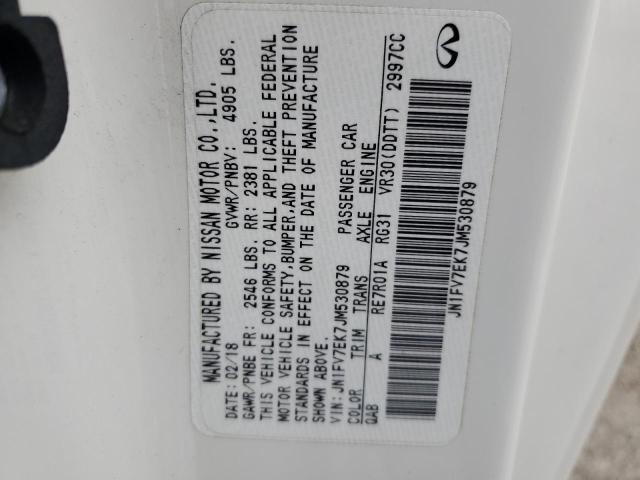 MANUFACTURED BY NISSAN MOTOR CO.,LTD.
DATE: 02/18 GVWR/PNBV: 4905 LBS.
GAWR/PNBE FR: 2546 LBS. RR: 2381 LBS.
THIS VEHICLE CONFORMS TO ALL APPLICABLE FEDERAL
MOTOR VEHICLE SAFETY, BUMPER, AND THEFT PREVENTION
STANDARDS IN EFFECT ON THE DATE OF MANUFACTURE
SHOWN ABOVE.
VIN: JN1FV7EK7JM530879 PASSENGER CAR
COLOR TRIM TRANS AXLE ENGINE
QAB A RE7R01A RG31 VR30(DDTT) 2997CC
JN1FV7EK7JM530879